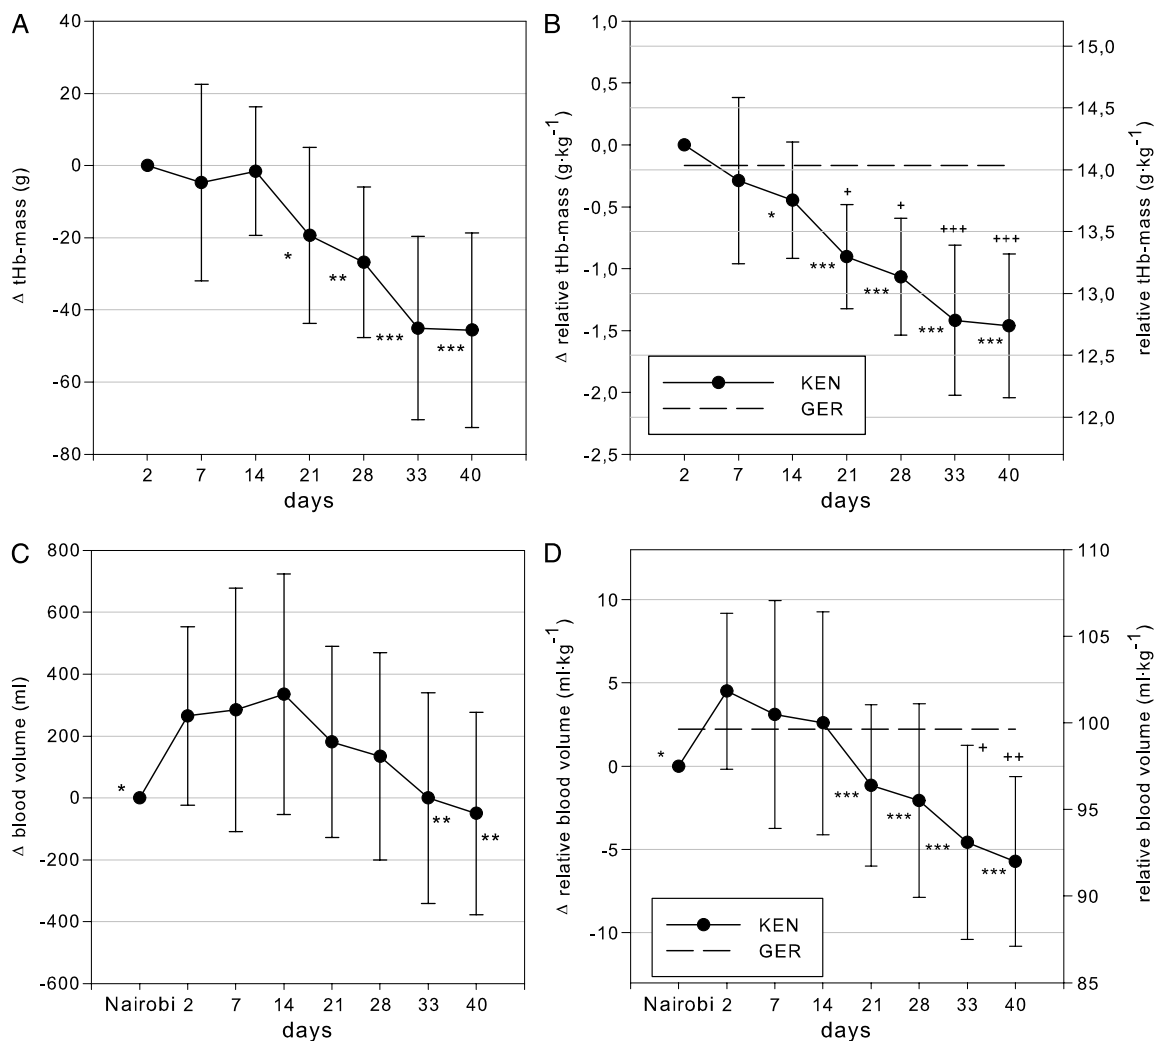 A
Δ tHb-mass (g)
40
20
0
-20
-40
-60
-80
*
**
***
***
2 7 14 21 28 33 40
days
B
Δ relative tHb-mass (g·kg⁻¹)
1,0
0,5
0,0
-0,5
-1,0
-1,5
-2,0
-2,5
*
+
***
+
***
+++
***
+++
***
KEN
GER
15,0
14,5
14,0
13,5
13,0
12,5
12,0
relative tHb-mass (g·kg⁻¹)
2 7 14 21 28 33 40
days
C
Δ blood volume (ml)
800
600
400
200
0
-200
-400
-600
*
**
**
Nairobi 2 7 14 21 28 33 40
days
D
Δ relative blood volume (ml·kg⁻¹)
10
5
0
-5
-10
*
***
***
+
***
++
***
KEN
GER
110
105
100
95
90
85
relative blood volume (ml·kg⁻¹)
Nairobi 2 7 14 21 28 33 40
days